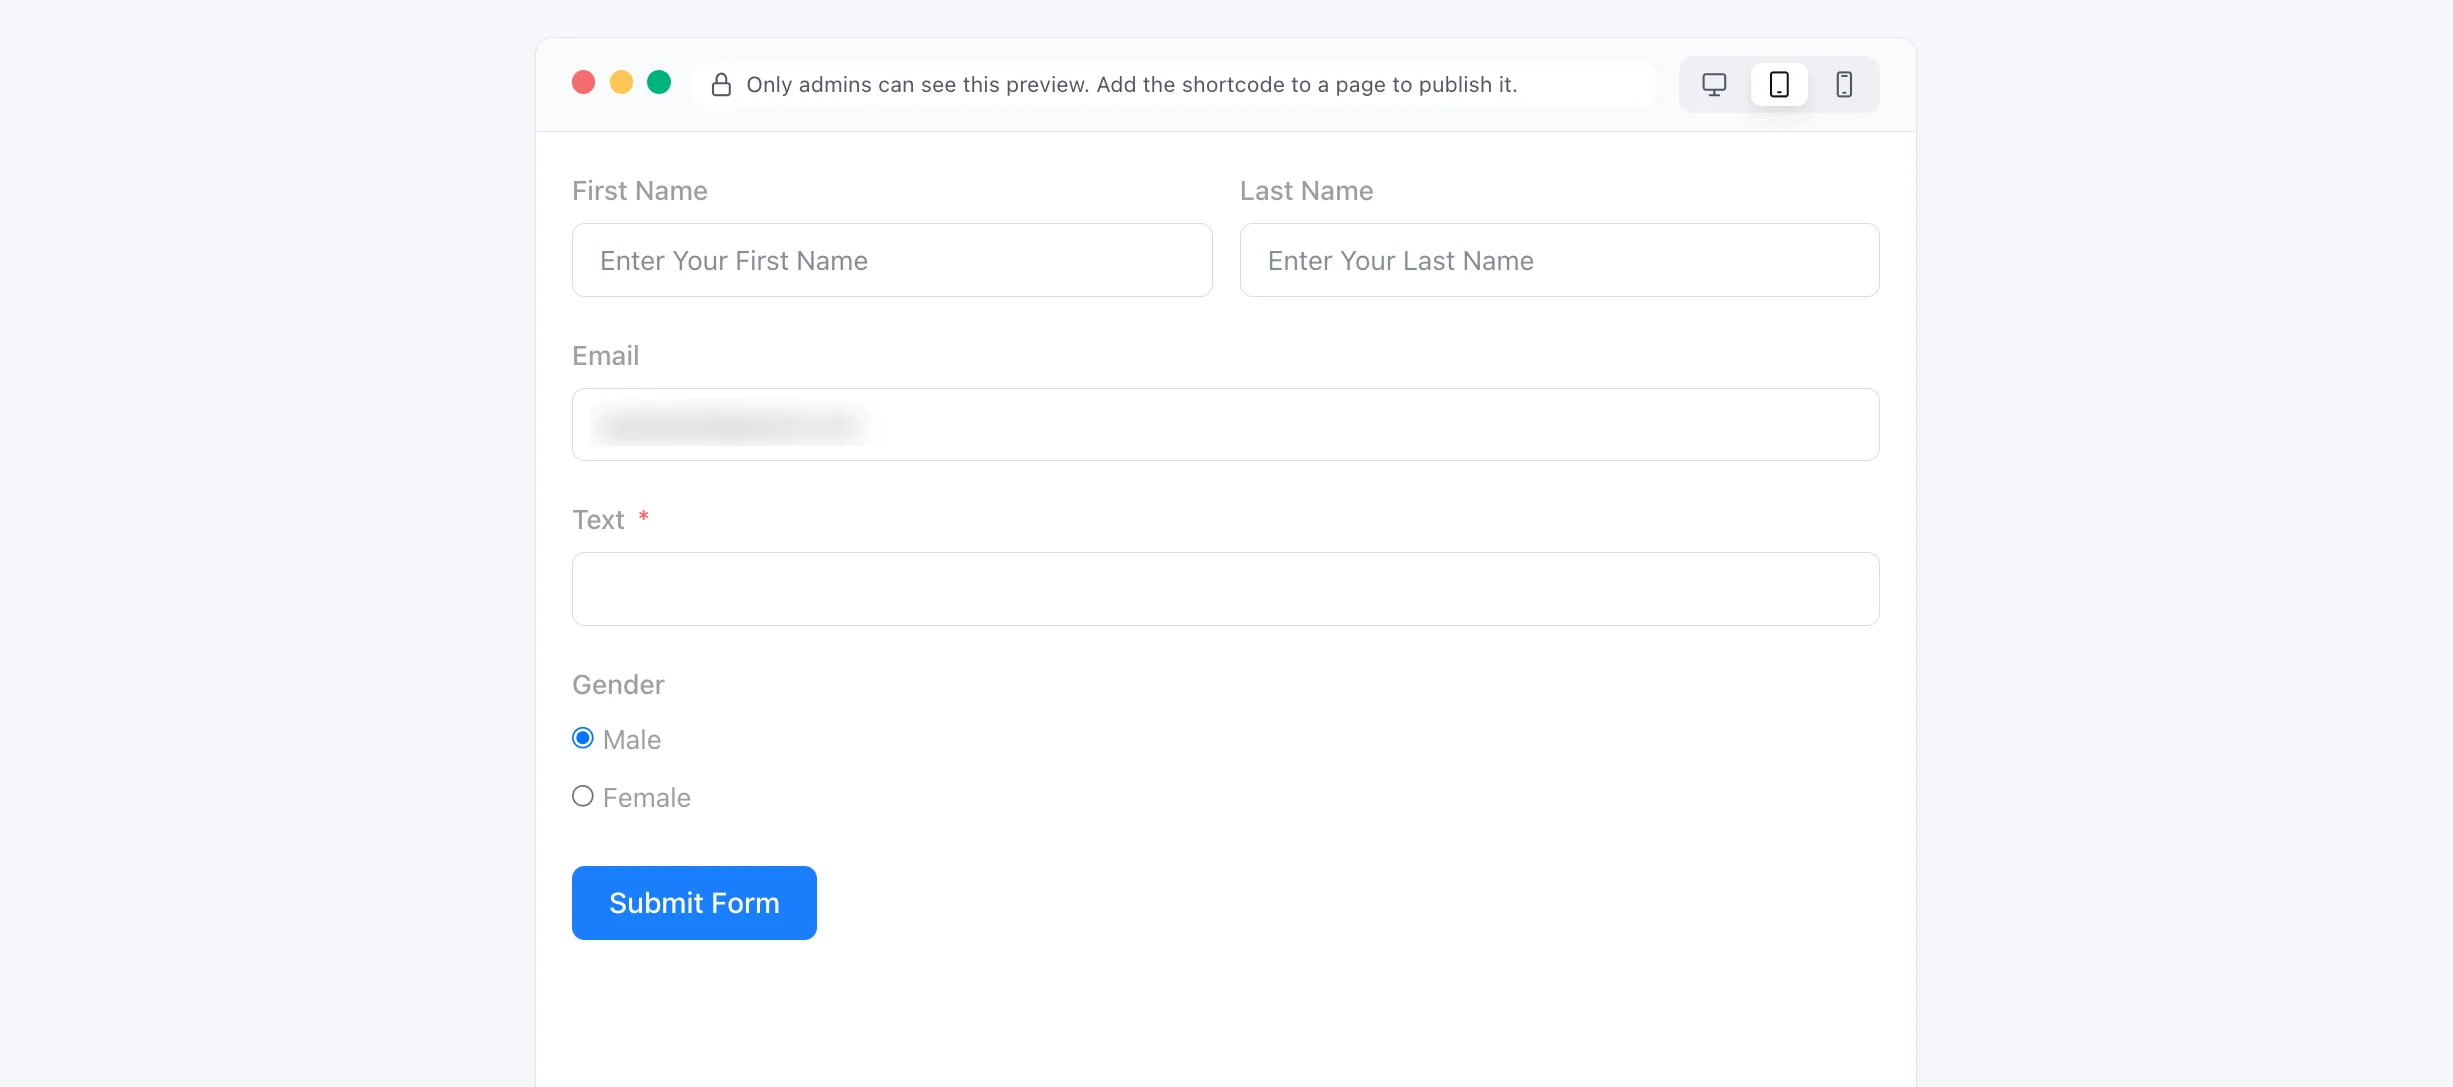 Only admins can see this preview. Add the shortcode to a page to publish it.
First Name
Last Name
Enter Your First Name
Enter Your Last Name
Email
Text *
Gender
Male
Female
Submit Form